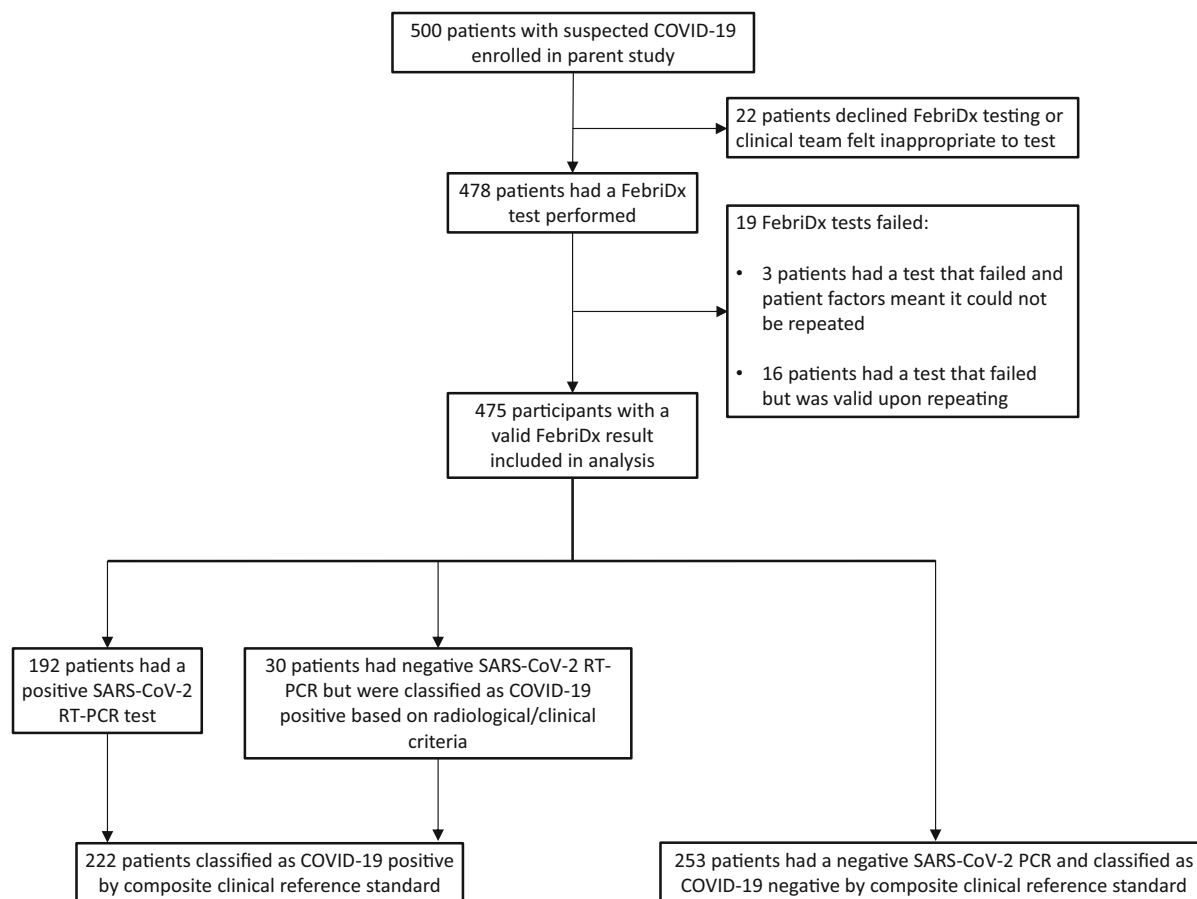 500 patients with suspected COVID-19
enrolled in parent study
22 patients declined FebriDx testing or
clinical team felt inappropriate to test
478 patients had a FebriDx
test performed
19 FebriDx tests failed:
• 3 patients had a test that failed and
patient factors meant it could not
be repeated
• 16 patients had a test that failed
but was valid upon repeating
475 participants with a
valid FebriDx result
included in analysis
192 patients had a
positive SARS-CoV-2
RT-PCR test
30 patients had negative SARS-CoV-2 RT-
PCR but were classified as COVID-19
positive based on radiological/clinical
criteria
222 patients classified as COVID-19 positive
by composite clinical reference standard
253 patients had a negative SARS-CoV-2 PCR and classified as
COVID-19 negative by composite clinical reference standard